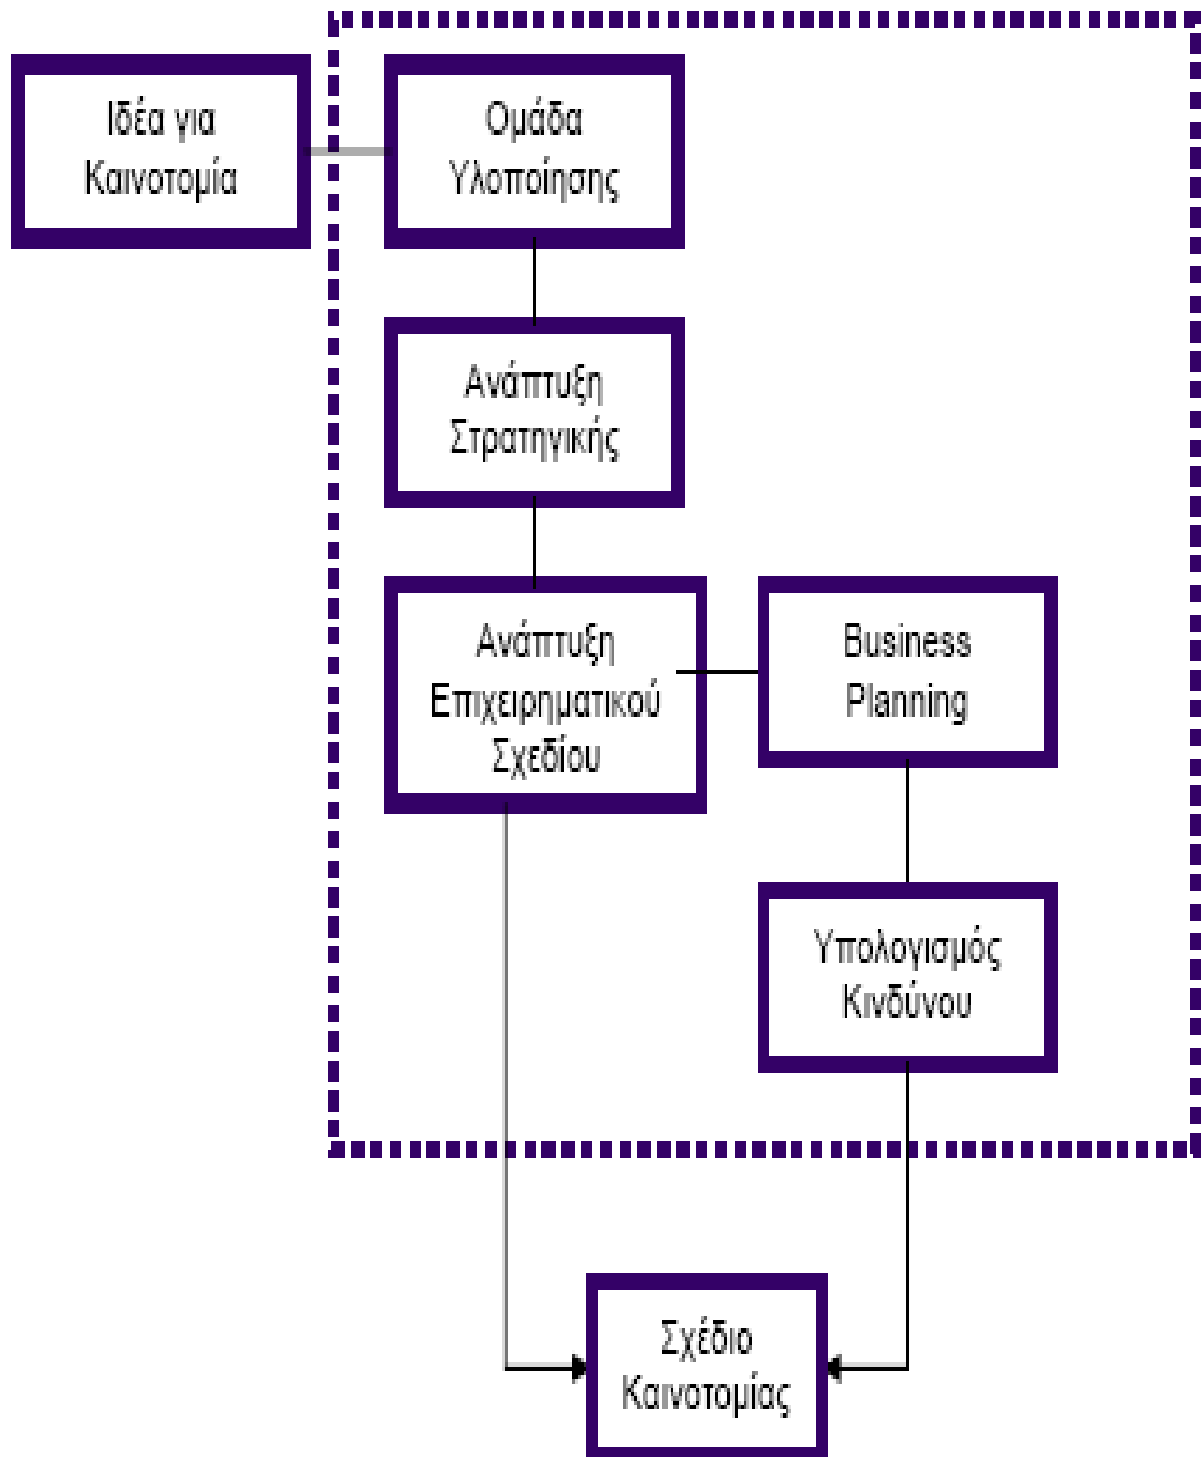 Ιδέα για
Καινοτομία
Ομάδα
Υλοποίησης
Ανάπτυξη
Στρατηγικής
Ανάπτυξη
Επιχειρηματικού
Σχεδίου
Business
Planning
Υπολογισμός
Κινδύνου
Σχέδιο
Καινοτομίας